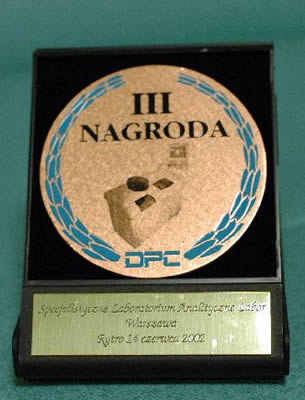 III
NAGRODA
DPC
Specjalistyczne Laboratorium Analityczne Labor
Warszawa
Rytro 14 czerwca 2002